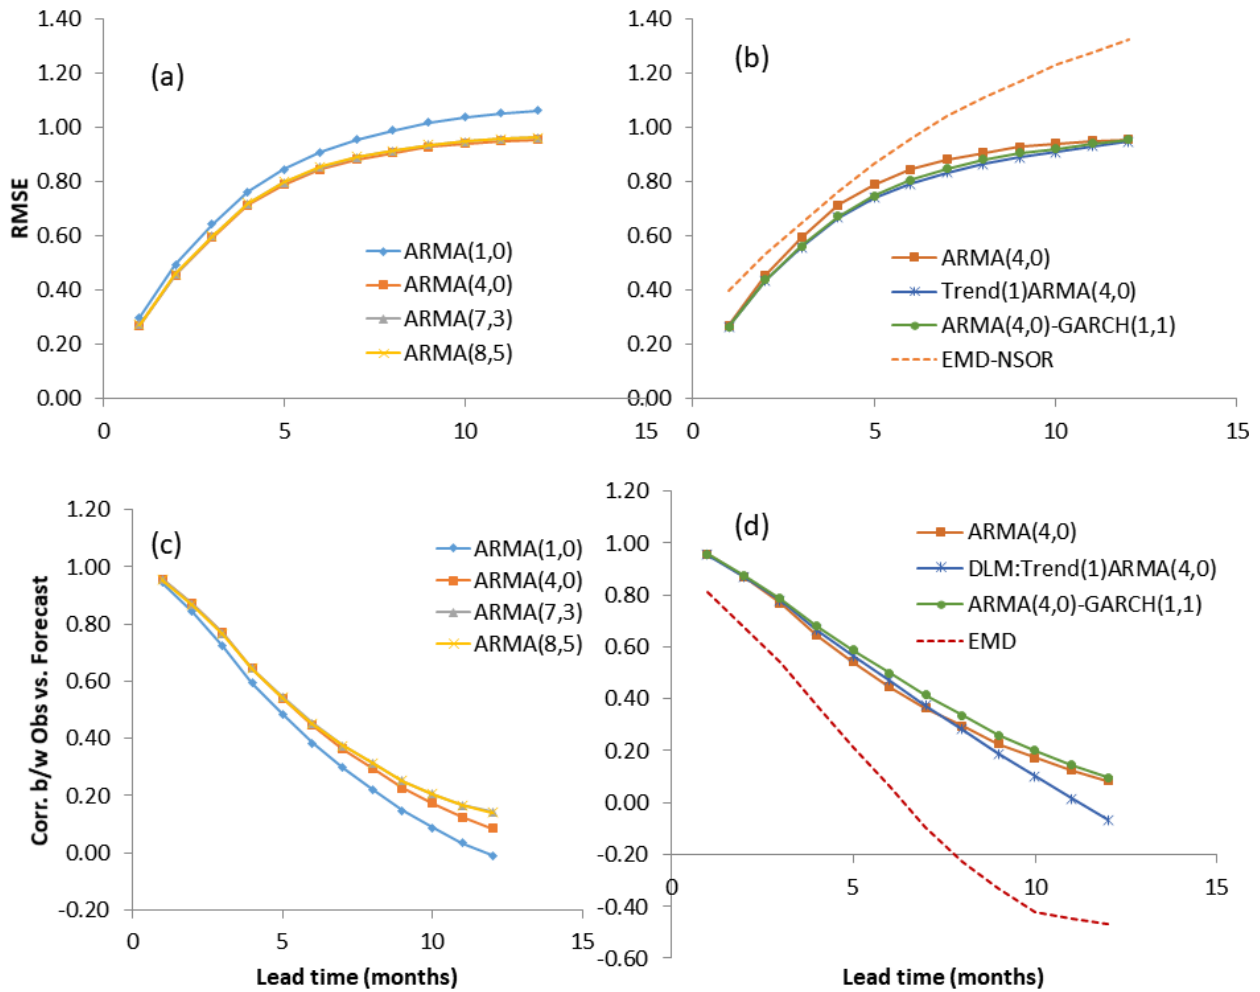 1.40
1.20
1.00
0.80
0.60
0.40
0.20
0.00
0 5 10 15
RMSE
(a)
ARMA(1,0)
ARMA(4,0)
ARMA(7,3)
ARMA(8,5)
1.40
1.20
1.00
0.80
0.60
0.40
0.20
0.00
0 5 10 15
(b)
ARMA(4,0)
Trend(1)ARMA(4,0)
ARMA(4,0)-GARCH(1,1)
EMD-NSOR
1.20
1.00
0.80
0.60
0.40
0.20
0.00
-0.20
0 5 10 15
Corr. b/w Obs vs. Forecast
Lead time (months)
(c)
ARMA(1,0)
ARMA(4,0)
ARMA(7,3)
ARMA(8,5)
1.20
1.00
0.80
0.60
0.40
0.20
0.00
-0.20
-0.40
-0.60
0 5 10 15
Lead time (months)
(d)
ARMA(4,0)
DLM:Trend(1)ARMA(4,0)
ARMA(4,0)-GARCH(1,1)
EMD